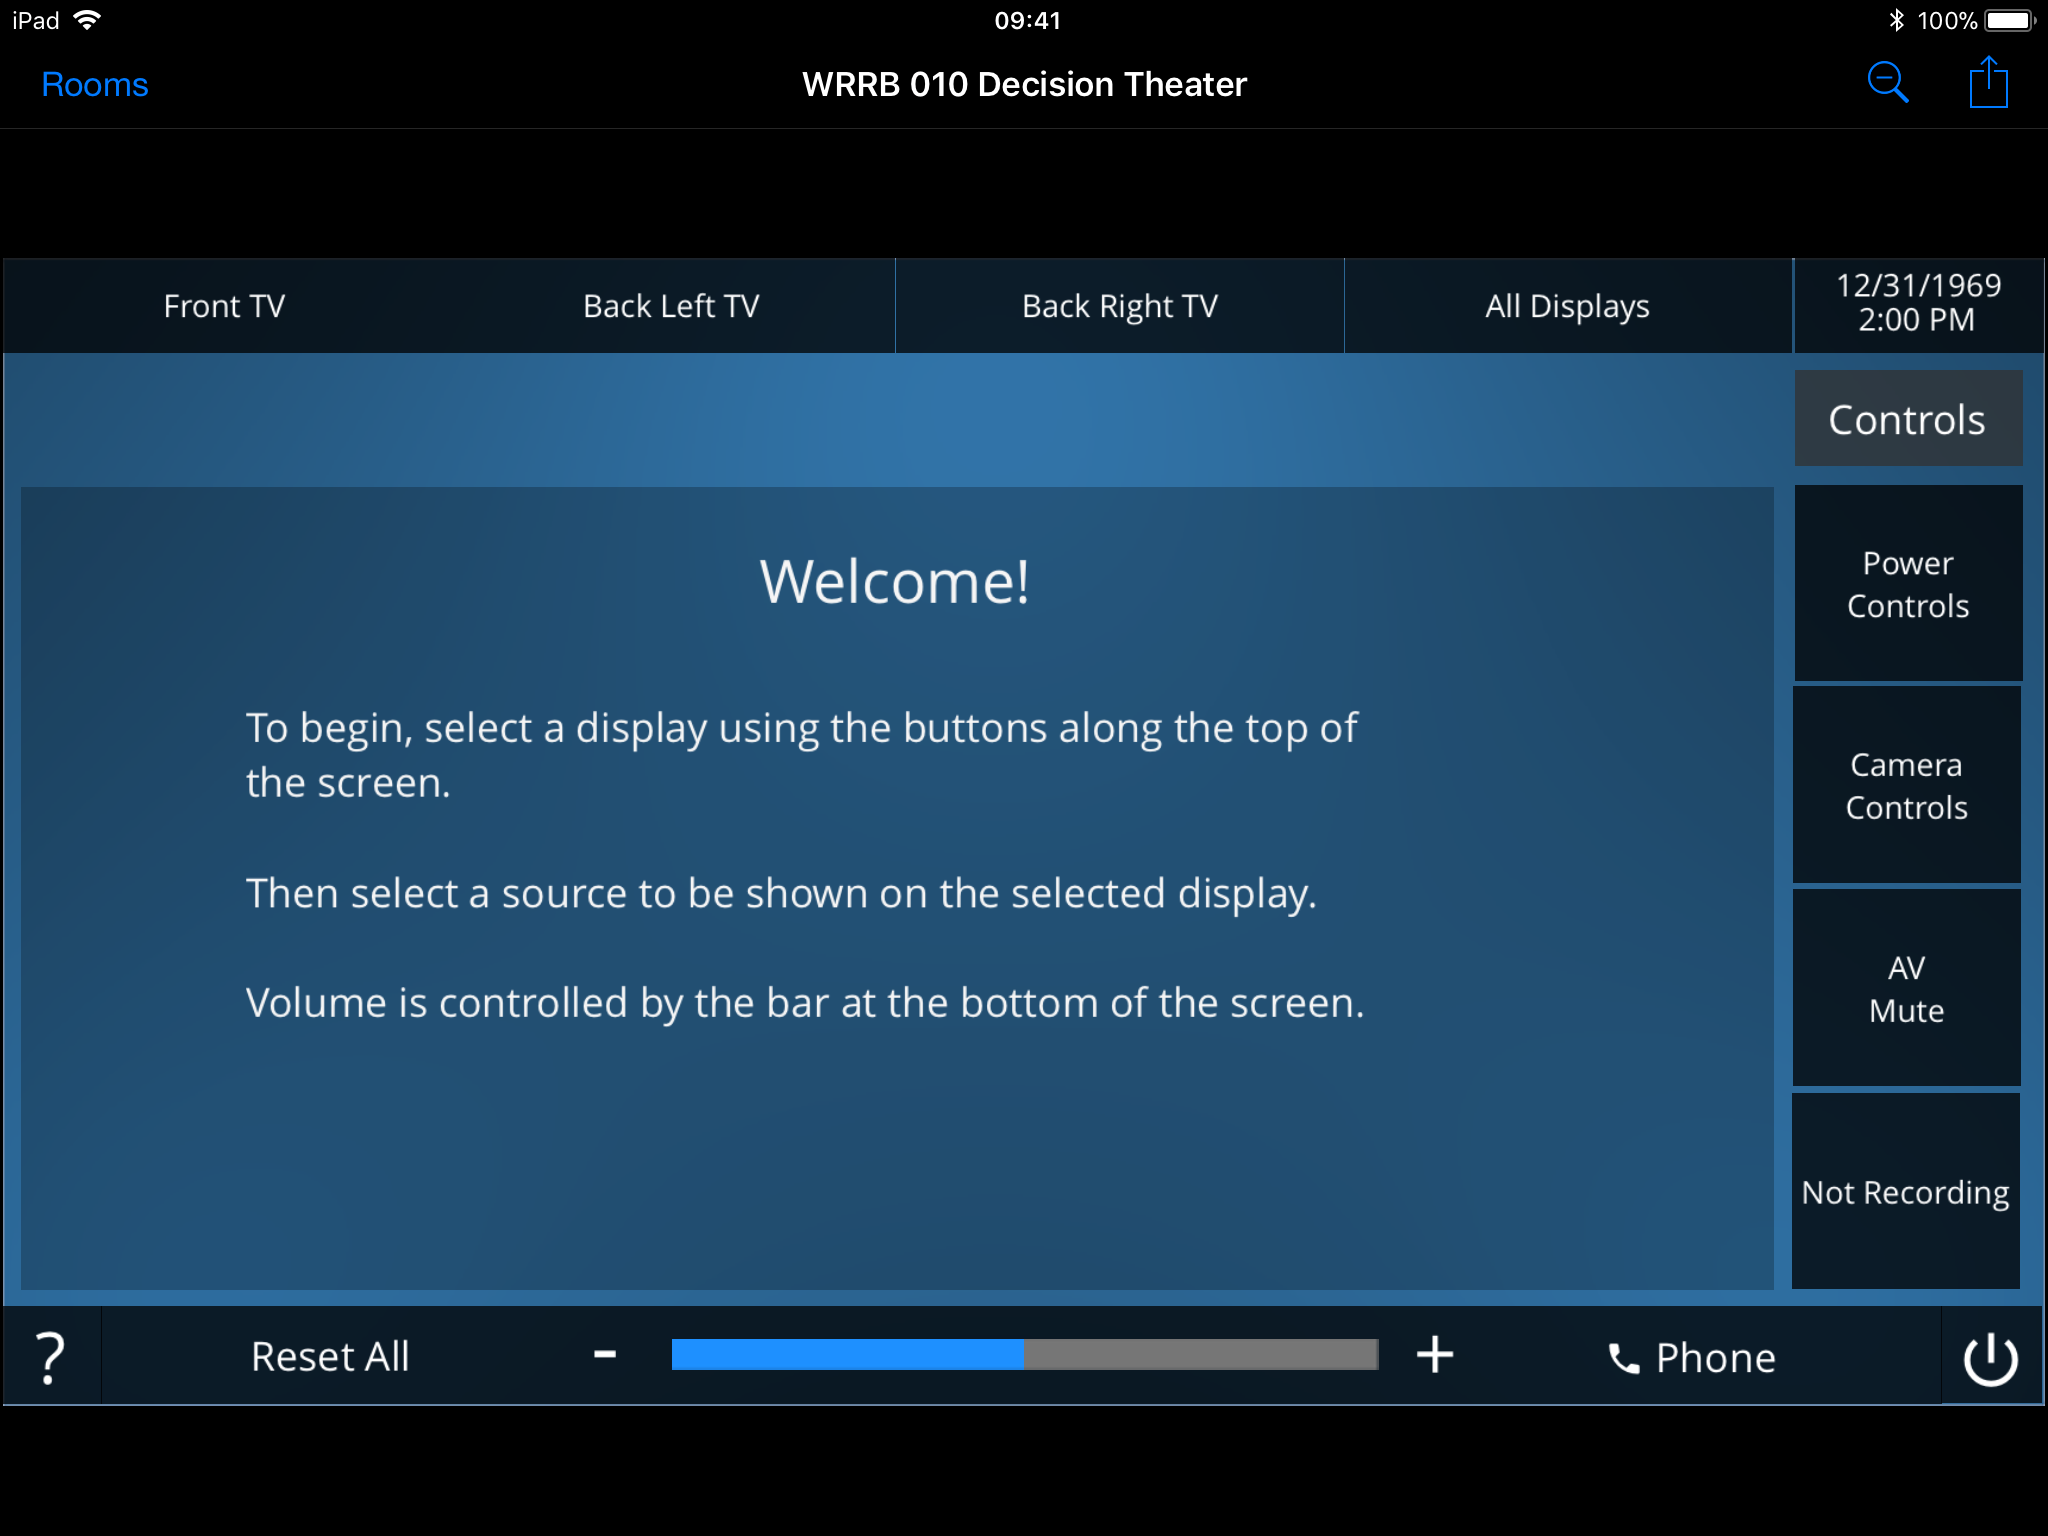 iPad 09:41 100%
Rooms WRRB 010 Decision Theater
Front TV Back Left TV Back Right TV All Displays 12/31/1969
2:00 PM
Controls
Welcome!
To begin, select a display using the buttons along the top of
the screen.
Then select a source to be shown on the selected display.
Volume is controlled by the bar at the bottom of the screen.
Power
Controls
Camera
Controls
AV
Mute
Not Recording
? Reset All - + Phone